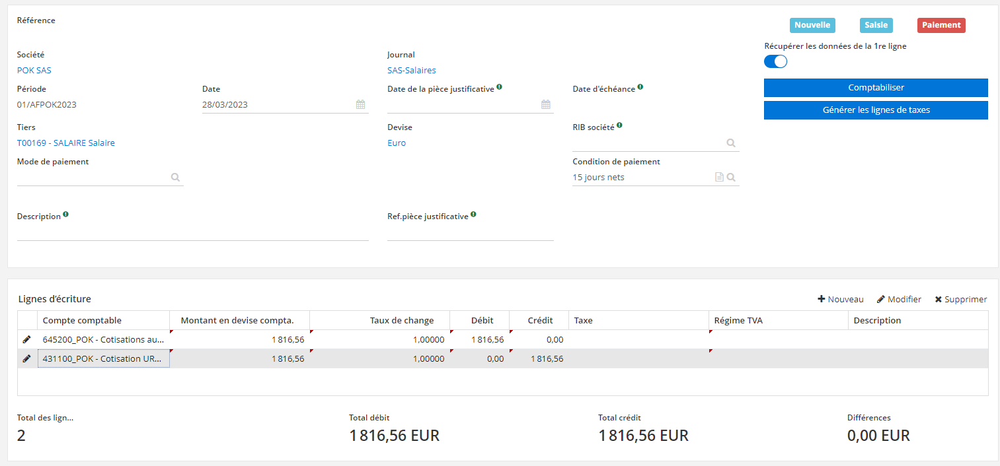 Référence
Nouvelle Saisie Paiement
Récupérer les données de la 1re ligne
Société Journal
POK SAS SAS-Salaires
Comptabiliser
Période Date Date de la pièce justificative Date d'échéance
01/AFPOK2023 28/03/2023
Générer les lignes de taxes
Tiers Devise RIB société
T00169 - SALAIRE Salaire Euro
Mode de paiement Condition de paiement
15 jours nets
Description Ref.pièce justificative
Lignes d'écriture Nouveau Modifier Supprimer
Compte comptable Montant en devise compta. Taux de change Débit Crédit Taxe Régime TVA Description
645200_POK - Cotisations au... 1 816,56 1,00000 1 816,56 0,00
431100_POK - Cotisation UR... 1 816,56 1,00000 0,00 1 816,56
Total des lign... Total débit Total crédit Différences
2 1 816,56 EUR 1 816,56 EUR 0,00 EUR